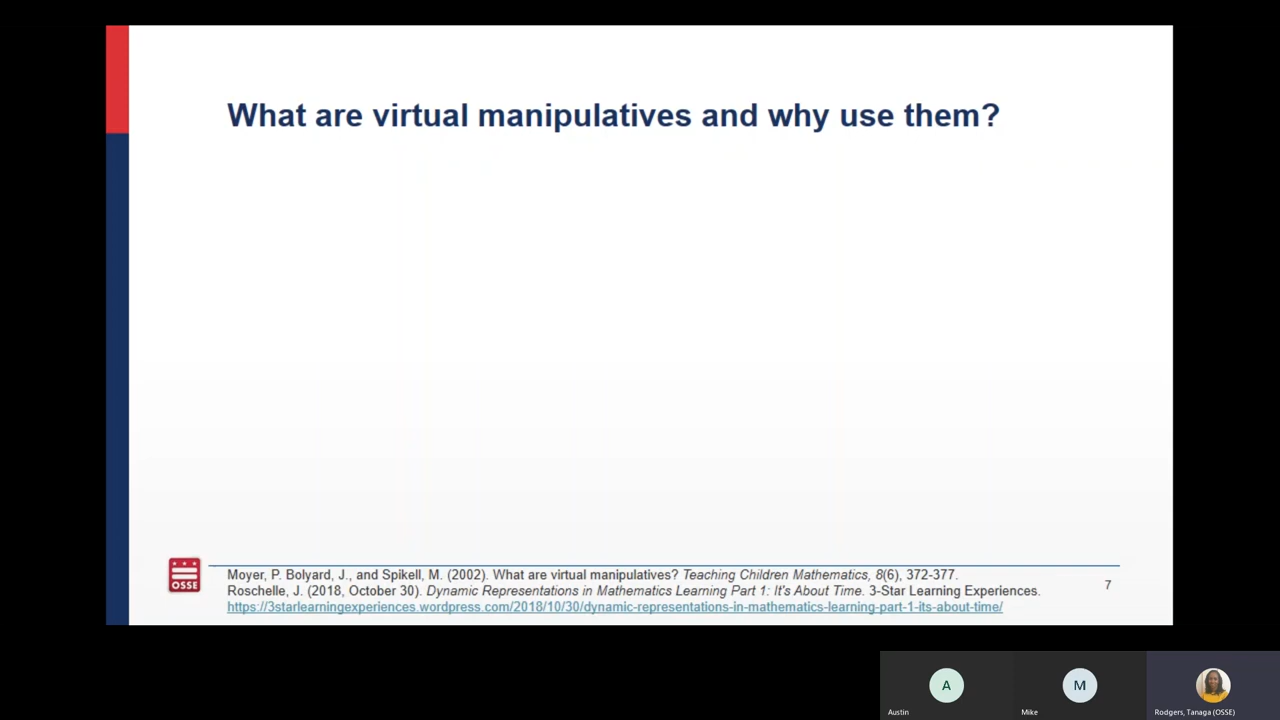 What are virtual manipulatives and why use them?
OSSE
Moyer, P. Bolyard, J., and Spikell, M. (2002). What are virtual manipulatives? Teaching Children Mathematics, 8(6), 372-377.
Roschelle, J. (2018, October 30). Dynamic Representations in Mathematics Learning Part 1: It's About Time. 3-Star Learning Experiences.
https://3starlearningexperiences.wordpress.com/2018/10/30/dynamic-representations-in-mathematics-learning-part-1-its-about-time/
7
A
M
Austin
Mike
Rodgers, Tanaga (OSSE)